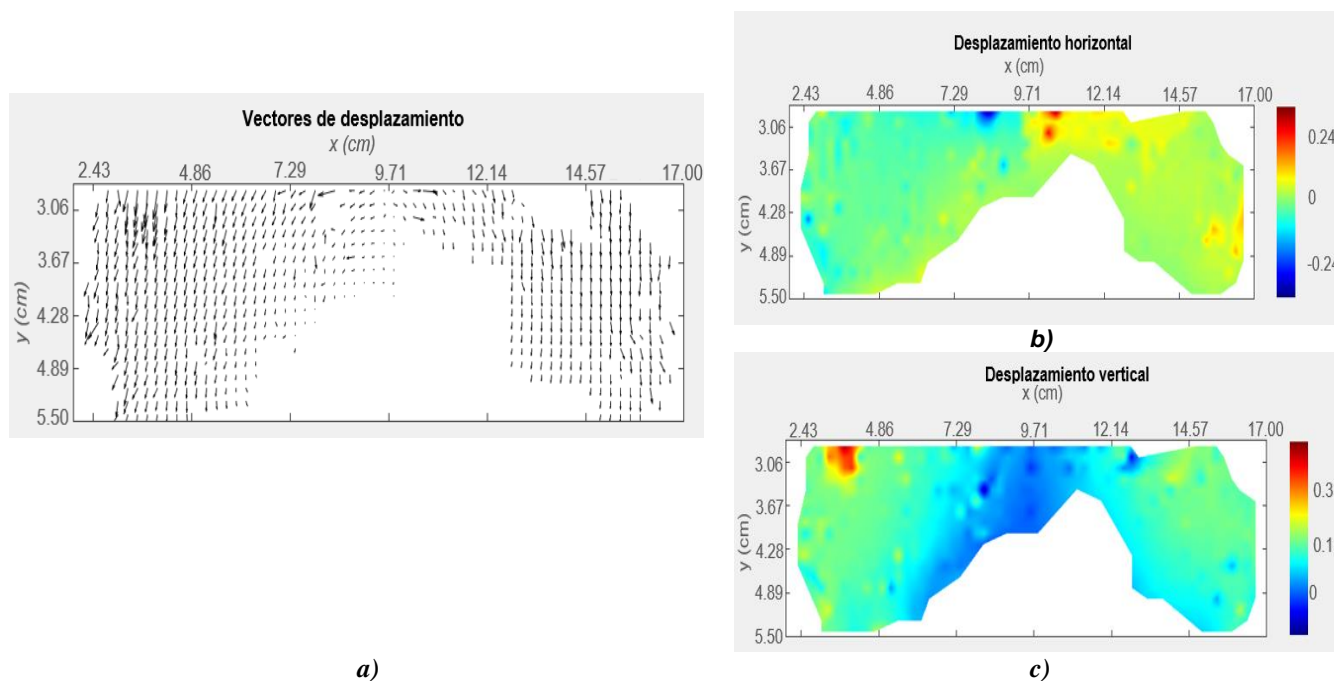 Vectores de desplazamiento
x (cm)
2.43 4.86 7.29 9.71 12.14 14.57 17.00
3.06
3.67
4.28
4.89
5.50
y (cm)
a)
Desplazamiento horizontal
x (cm)
2.43 4.86 7.29 9.71 12.14 14.57 17.00
3.06
3.67
4.28
4.89
5.50
y (cm)
0.24
0
-0.24
b)
Desplazamiento vertical
x (cm)
2.43 4.86 7.29 9.71 12.14 14.57 17.00
3.06
3.67
4.28
4.89
5.50
y (cm)
0.3
0.1
0
c)